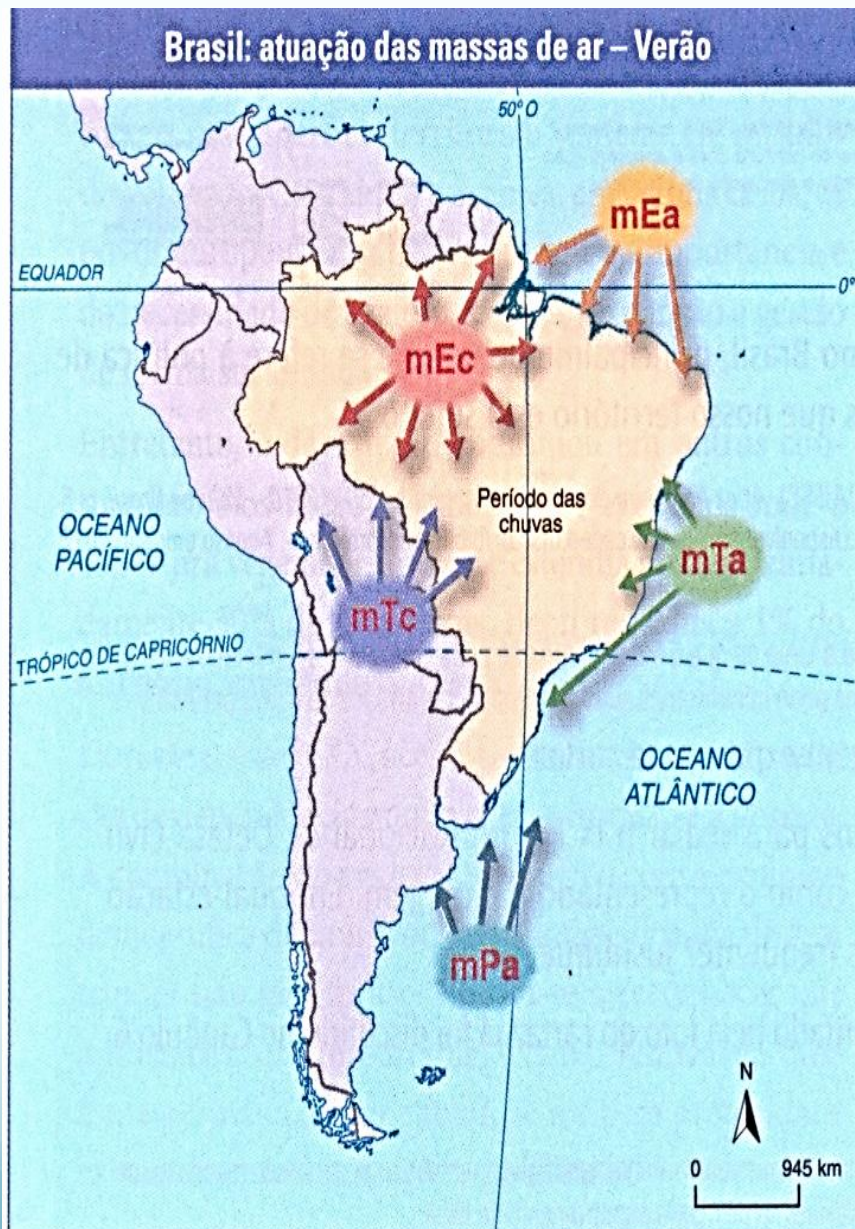 Brasil: atuação das massas de ar – Verão
50° O
mEa
EQUADOR
0°
mEc
Período das
chuvas
OCEANO
PACÍFICO
mTa
mTc
TRÓPICO DE CAPRICÓRNIO
OCEANO
ATLÂNTICO
mPa
N
0 945 km